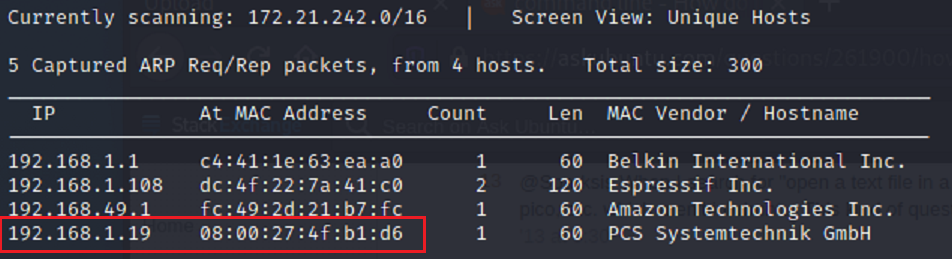 Currently scanning: 172.21.242.0/16 | Screen View: Unique Hosts
5 Captured ARP Req/Rep packets, from 4 hosts. Total size: 300
IP At MAC Address Count Len MAC Vendor / Hostname
192.168.1.1 c4:41:1e:63:ea:a0 1 60 Belkin International Inc.
192.168.1.108 dc:4f:22:7a:41:c0 2 120 Espressif Inc.
192.168.49.1 fc:49:2d:21:b7:fc 1 60 Amazon Technologies Inc.
192.168.1.19 08:00:27:4f:b1:d6 1 60 PCS Systemtechnik GmbH